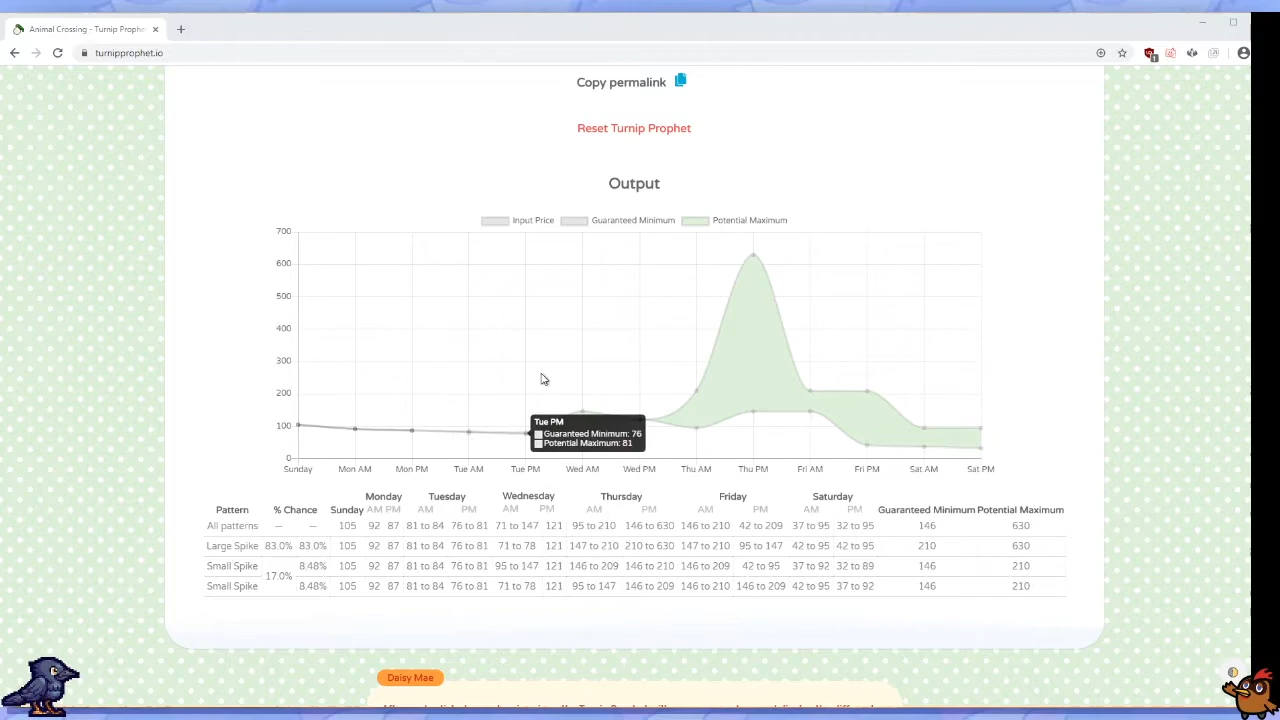 Animal Crossing - Turnip Prophe
turnipprophet.io
1
Copy permalink
Reset Turnip Prophet
Output
Input Price Guaranteed Minimum Potential Maximum
700
600
500
400
300
200
100
0
Tue PM
Guaranteed Minimum: 76
Potential Maximum: 81
Sunday Mon AM Mon PM Tue AM Tue PM Wed AM Wed PM Thu AM Thu PM Fri AM Fri PM Sat AM Sat PM
Pattern % Chance Sunday Monday Tuesday Wednesday Thursday Friday Saturday Guaranteed Minimum Potential Maximum
AM PM AM PM AM PM AM PM AM PM AM PM
All patterns — — 105 92 87 81 to 84 76 to 81 71 to 147 121 95 to 210 146 to 630 146 to 210 42 to 209 37 to 95 32 to 95 146 630
Large Spike 83.0% 83.0% 105 92 87 81 to 84 76 to 81 71 to 78 121 147 to 210 210 to 630 147 to 210 95 to 147 42 to 95 42 to 95 210 630
Small Spike 17.0% 8.48% 105 92 87 81 to 84 76 to 81 95 to 147 121 146 to 209 146 to 210 146 to 209 42 to 95 37 to 92 32 to 89 146 210
Small Spike 8.48% 105 92 87 81 to 84 76 to 81 71 to 78 121 95 to 147 146 to 209 146 to 210 146 to 209 42 to 95 37 to 92 146 210
Daisy Mae